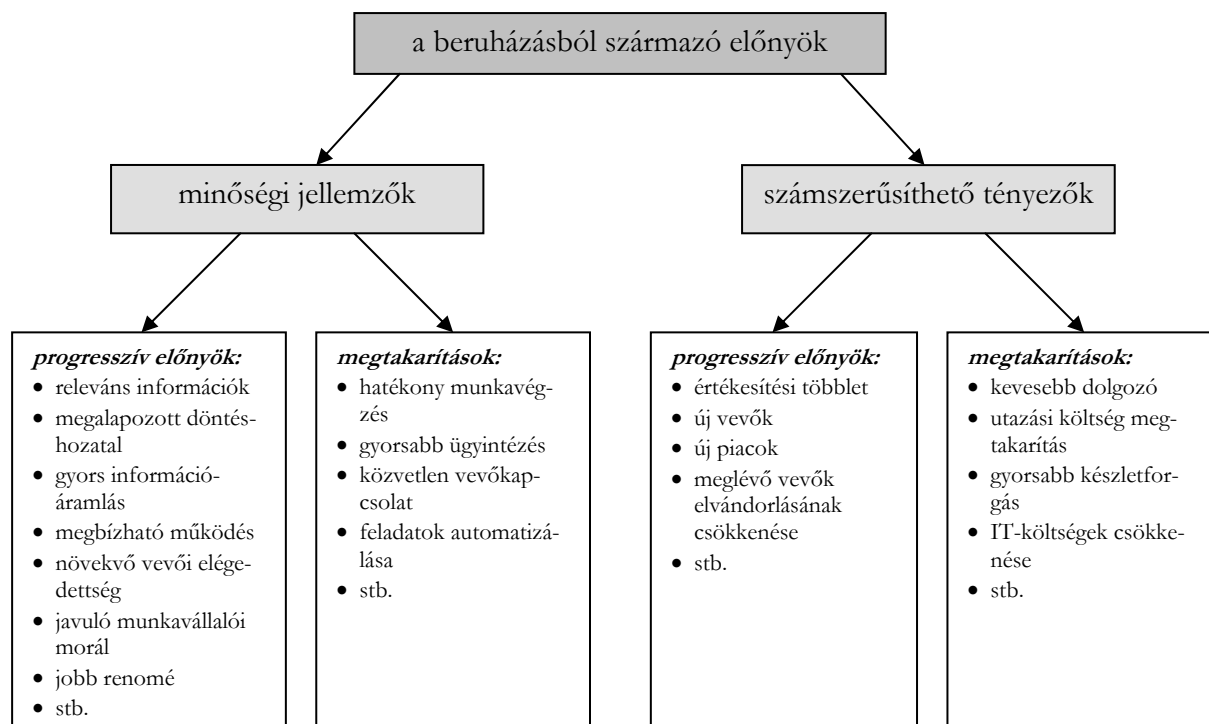 a beruházásból származó előnyök
minőségi jellemzők
számszerűsíthető tényezők
progresszív előnyök:
• releváns információk
• megalapozott döntés-
hozatal
• gyors információ-
áramlás
• megbízható működés
• növekvő vevői elége-
dettség
• javuló munkavállalói
morál
• jobb renomé
• stb.
megtakarítások:
• hatékony munkavég-
zés
• gyorsabb ügyintézés
• közvetlen vevőkap-
csolat
• feladatok automatizá-
lása
• stb.
progresszív előnyök:
• értékesítési többlet
• új vevők
• új piacok
• meglévő vevők
elvándorlásának
csökkenése
• stb.
megtakarítások:
• kevesebb dolgozó
• utazási költség meg-
takarítás
• gyorsabb készletfor-
gás
• IT-költségek csökke-
nése
• stb.